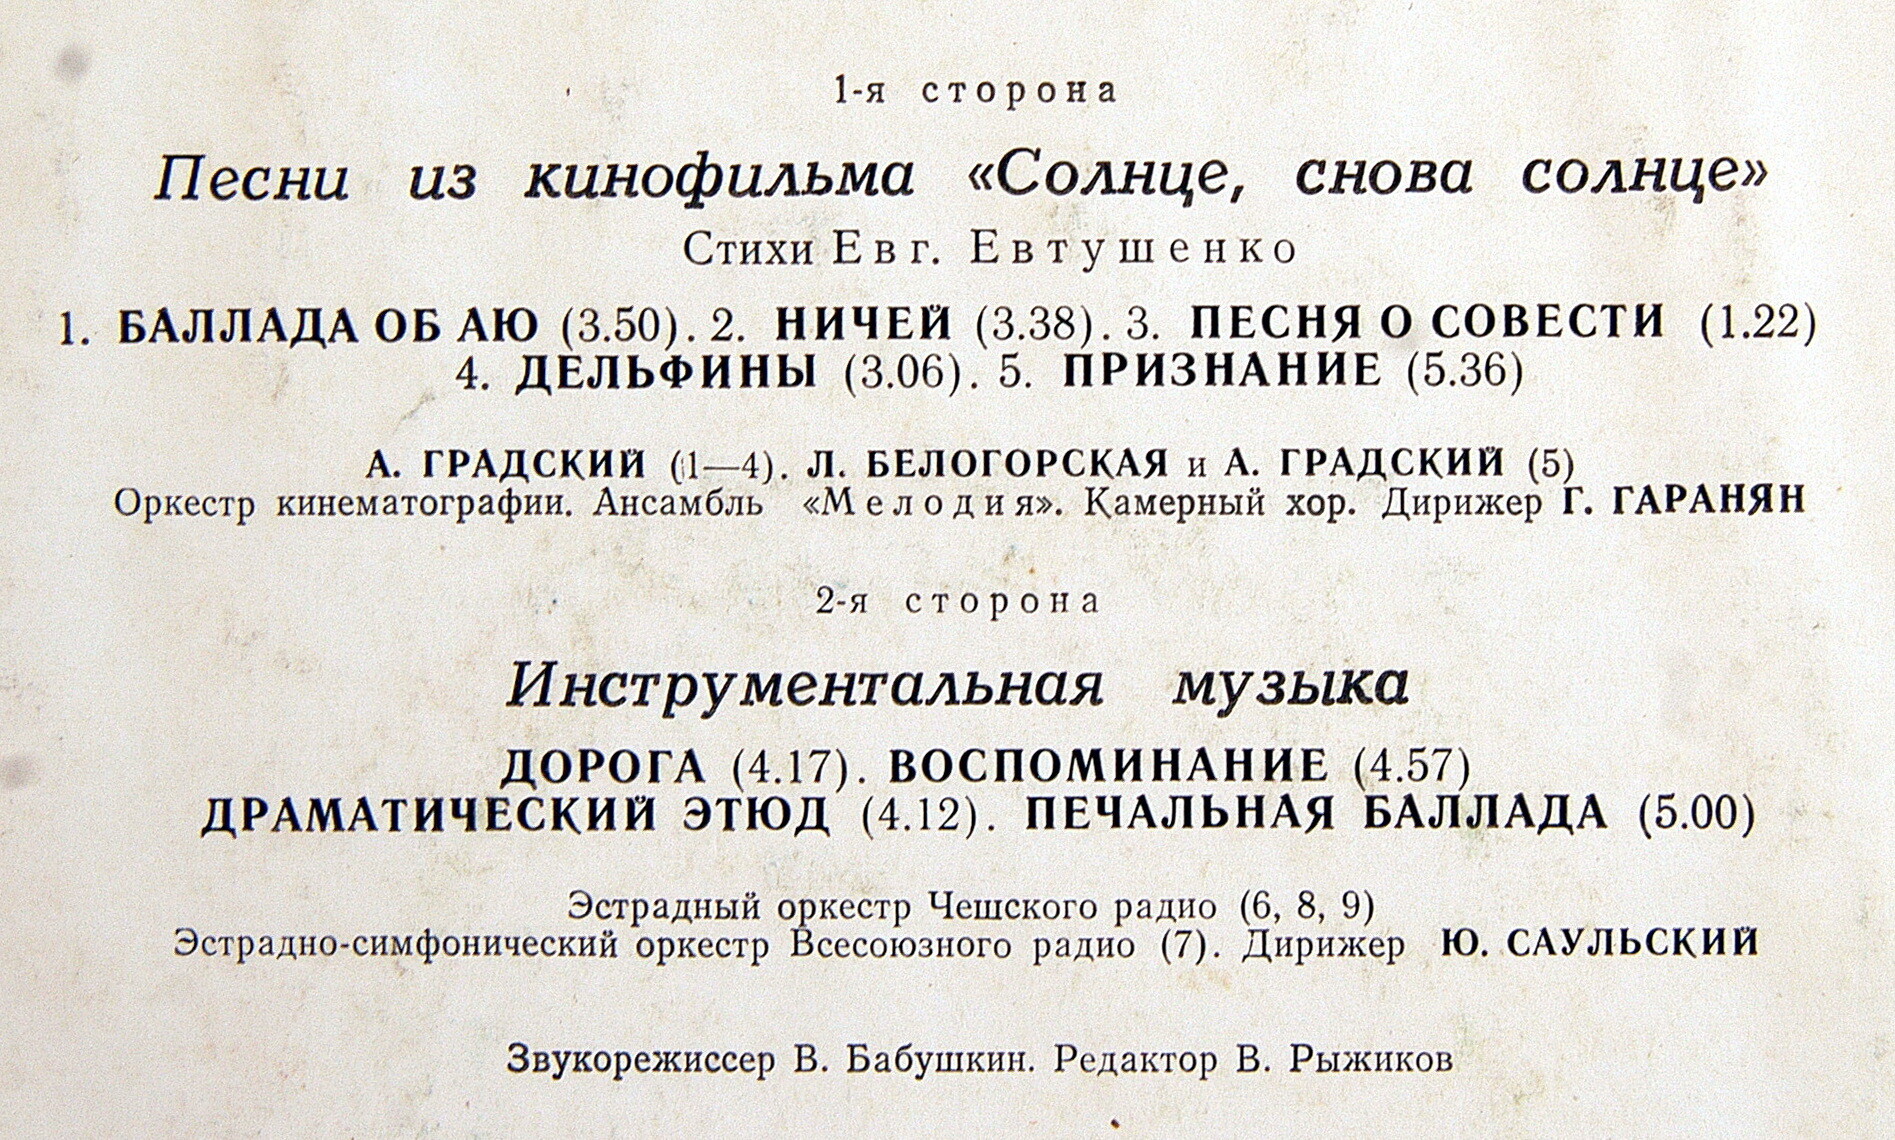 1-я сторона
Песни из кинофильма «Солнце, снова солнце»
Стихи Евг. Евтушенко
1. БАЛЛАДА ОБ АЮ (3.50). 2. НИЧЕЙ (3.38). 3. ПЕСНЯ О СОВЕСТИ (1.22)
4. ДЕЛЬФИНЫ (3.06). 5. ПРИЗНАНИЕ (5.36)
А. ГРАДСКИЙ (1—4). Л. БЕЛОГОРСКАЯ и А. ГРАДСКИЙ (5)
Оркестр кинематографии. Ансамбль «Мелодия». Камерный хор. Дирижер Г. ГАРАНЯН
2-я сторона
Инструментальная музыка
ДОРОГА (4.17). ВОСПОМИНАНИЕ (4.57)
ДРАМАТИЧЕСКИЙ ЭТЮД (4.12). ПЕЧАЛЬНАЯ БАЛЛАДА (5.00)
Эстрадный оркестр Чешского радио (6, 8, 9)
Эстрадно-симфонический оркестр Всесоюзного радио (7). Дирижер Ю. САУЛЬСКИЙ
Звукорежиссер В. Бабушкин. Редактор В. Рыжиков